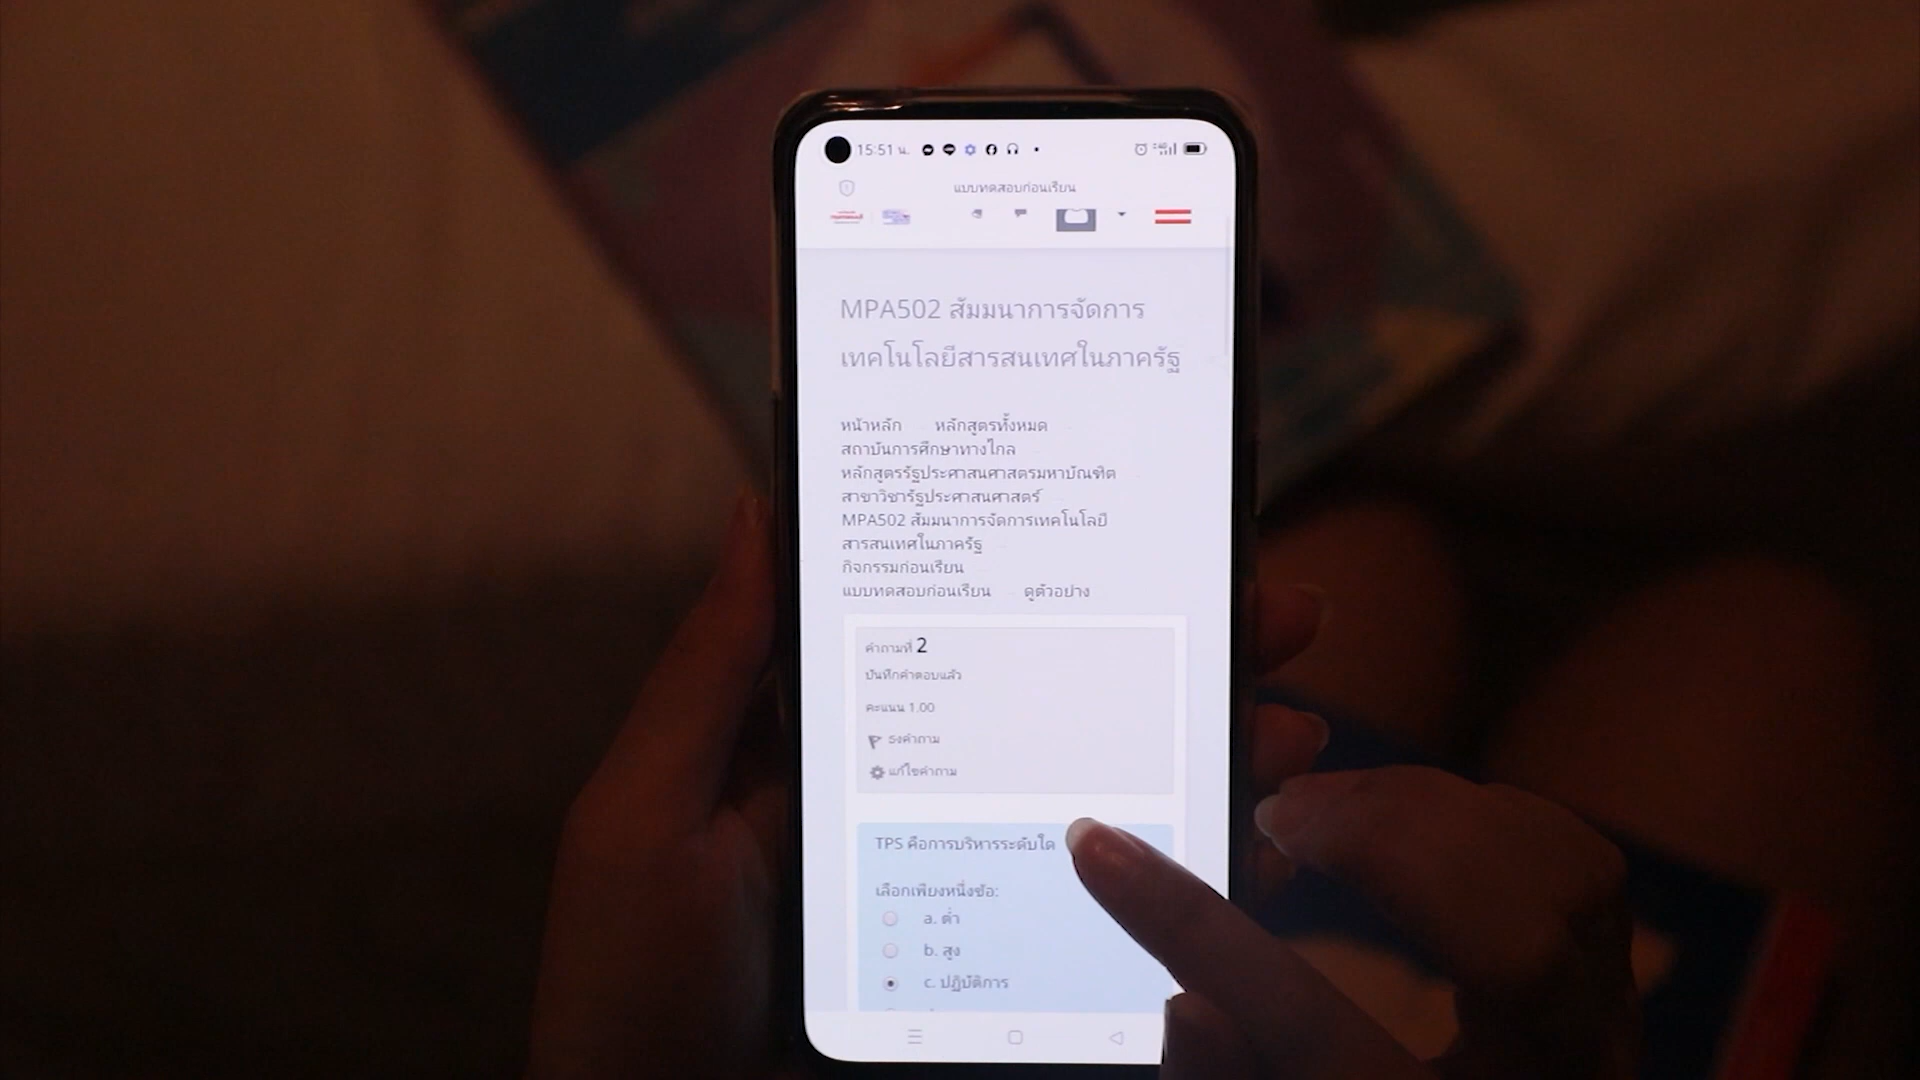 15:51 น.
แบบทดสอบก่อนเรียน
MPA502 สัมมนาการจัดการ
เทคโนโลยีสารสนเทศในภาครัฐ
หน้าหลัก หลักสูตรทั้งหมด
สถาบันการศึกษาทางไกล
หลักสูตรรัฐประศาสนศาสตรมหาบัณฑิต
สาขาวิชารัฐประศาสนศาสตร์
MPA502 สัมมนาการจัดการเทคโนโลยี
สารสนเทศในภาครัฐ
กิจกรรมก่อนเรียน
แบบทดสอบก่อนเรียน ดูตัวอย่าง
คำถามที่ 2
บันทึกคำตอบแล้ว
คะแนน 1.00
ธงคำถาม
แก้ไขคำถาม
TPS คือการบริหารระดับใด
เลือกเพียงหนึ่งข้อ:
a. ต่ำ
b. สูง
c. ปฏิบัติการ